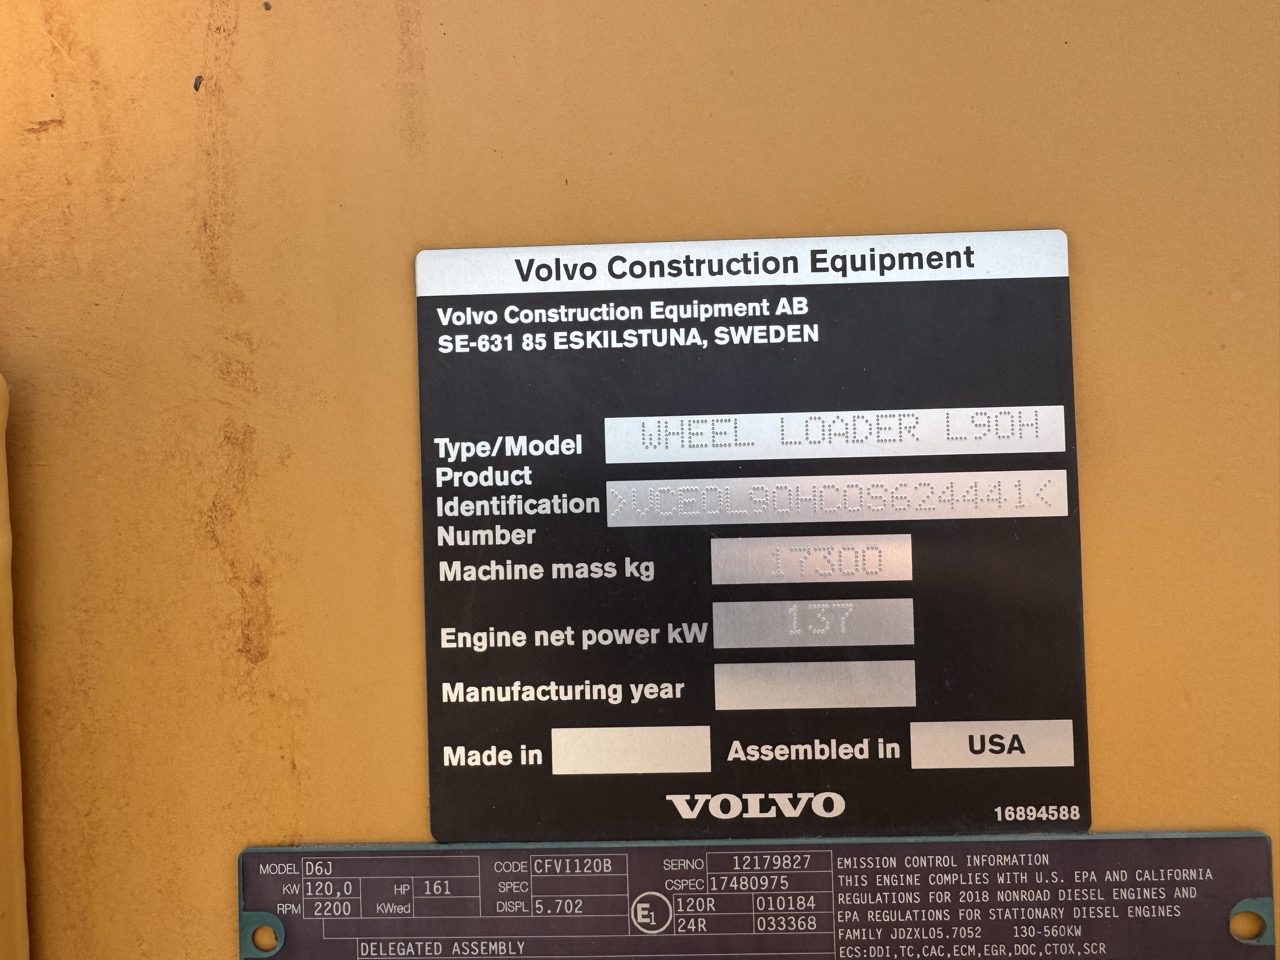 Volvo Construction Equipment
Volvo Construction Equipment AB
SE-631 85 ESKILSTUNA, SWEDEN
Type/Model WHEEL LOADER L90H
Product
Identification >VCE0L90HC0S624441<
Number
Machine mass kg 17300
Engine net power kW 137
Manufacturing year
Made in Assembled in USA
VOLVO 16894588
MODEL D6J CODE CFVI120B SERNO 12179827
KW 120,0 HP 161 SPEC CSPEC 17480975
RPM 2200 KWred DISPL 5.702 E1 120R 010184
24R 033368
DELEGATED ASSEMBLY
EMISSION CONTROL INFORMATION
THIS ENGINE COMPLIES WITH U.S. EPA AND CALIFORNIA
REGULATIONS FOR 2018 NONROAD DIESEL ENGINES AND
EPA REGULATIONS FOR STATIONARY DIESEL ENGINES
FAMILY JDZXL05.7052 130-560KW
ECS:DDI,TC,CAC,ECM,EGR,DOC,CTOX,SCR